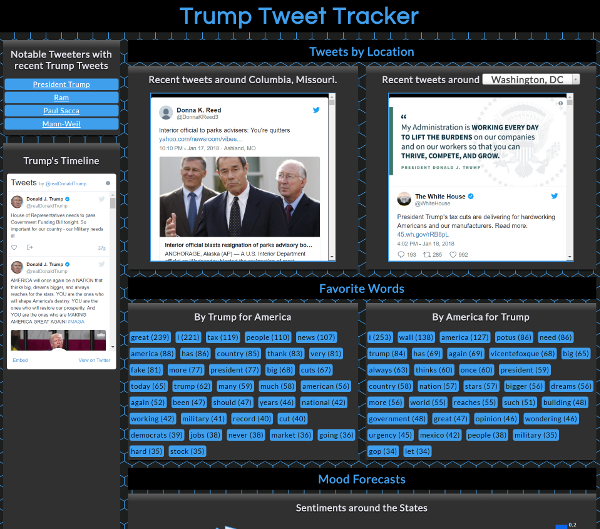 Trump Tweet Tracker
Notable Tweeters with
recent Trump Tweets
President Trump
Ram
Paul Sacca
Mann-Weil
Trump's Timeline
Tweets by @realDonaldTrump
Donald J. Trump
@realDonaldTrump
House of Representatives needs to pass
Government Funding Bill tonight. So
important for our country - our Military needs
it!
Donald J. Trump
@realDonaldTrump
AMERICA will once again be a NATION that
thinks big, dreams bigger, and always
reaches for the stars. YOU are the ones who
will shape America's destiny. YOU are the
ones who will restore our prosperity. And
YOU are the ones who are MAKING
AMERICA GREAT AGAIN! #MAGA
Embed
View on Twitter
Tweets by Location
Recent tweets around Columbia, Missouri.
Donna K. Reed
@DonnaKReed3
Interior official to parks advisers: You're quitters
yahoo.com/newsroom/vibes...
10:10 PM - Jan 17, 2018 - Ashland, MO
Interior official blasts resignation of parks advisory bo...
ANCHORAGE, Alaska (AP) — A U.S. Interior Department
Recent tweets around Washington, DC
“
My Administration is WORKING EVERY DAY
TO LIFT THE BURDENS on our companies
and on our workers so that you can
THRIVE, COMPETE, AND GROW.
PRESIDENT DONALD J. TRUMP
The White House
@WhiteHouse
President Trump's tax cuts are delivering for hardworking
Americans and our manufacturers. Read more:
4:02 PM - Jan 18, 2018
193 285 992
Favorite Words
By Trump for America
great (239) I (221) tax (119) people (110) news (107)
america (88) has (86) country (85) thank (83) very (81)
fake (81) more (77) president (77) big (68) cuts (67)
today (65) trump (62) many (59) much (58) american (56)
again (52) been (47) should (47) years (46) national (42)
working (42) military (41) record (40) cut (40)
democrats (39) jobs (38) never (38) market (36) going (36)
hard (35) stock (35)
By America for Trump
I (253) wall (138) america (127) potus (86) need (86)
trump (84) has (69) again (69) vicentefoxque (68) big (65)
always (63) thinks (60) once (60) president (59)
country (58) nation (57) stars (57) bigger (56) dreams (56)
more (56) world (55) reaches (55) such (51) building (48)
government (48) great (47) opinion (46) wondering (46)
urgency (45) mexico (42) people (38) military (35)
gop (34) let (34)
Mood Forecasts
Sentiments around the States
0.2